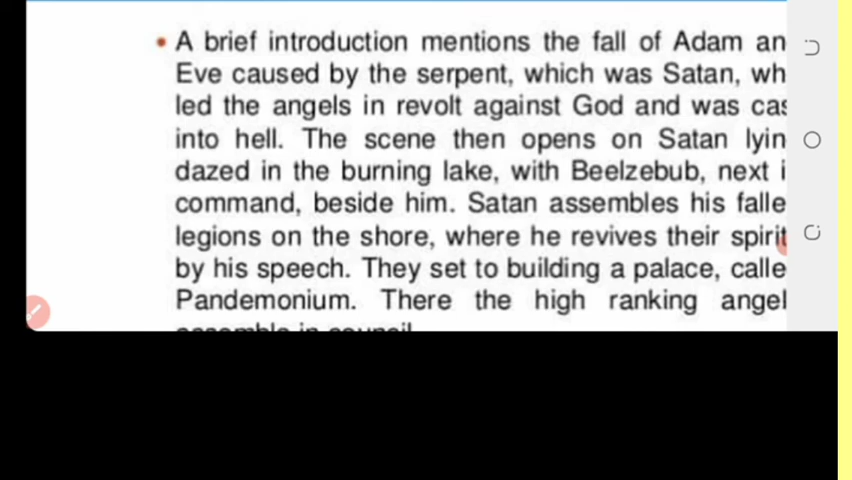 • A brief introduction mentions the fall of Adam an
Eve caused by the serpent, which was Satan, wh
led the angels in revolt against God and was cas
into hell. The scene then opens on Satan lyin
dazed in the burning lake, with Beelzebub, next i
command, beside him. Satan assembles his falle
legions on the shore, where he revives their spirit
by his speech. They set to building a palace, calle
Pandemonium. There the high ranking angel
assemble in council